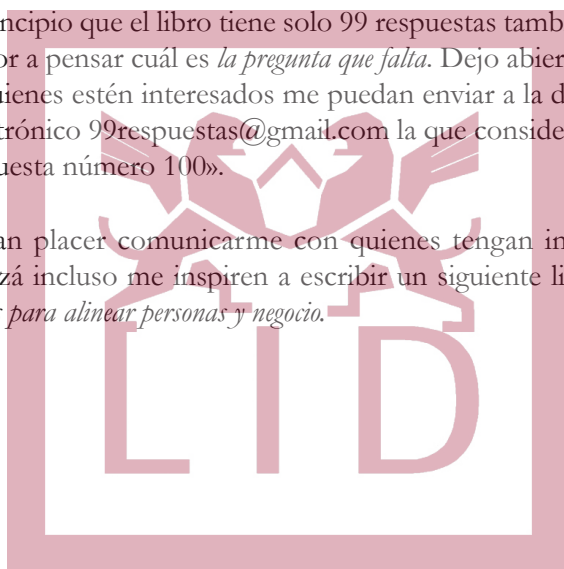 ncipio que el libro tiene solo 99 respuestas tamb
or a pensar cuál es la pregunta que falta. Dejo abier
uienes estén interesados me puedan enviar a la d
trónico 99respuestas@gmail.com la que conside
uesta número 100».
an placer comunicarme con quienes tengan in
zá incluso me inspiren a escribir un siguiente li
para alinear personas y negocio.
LID